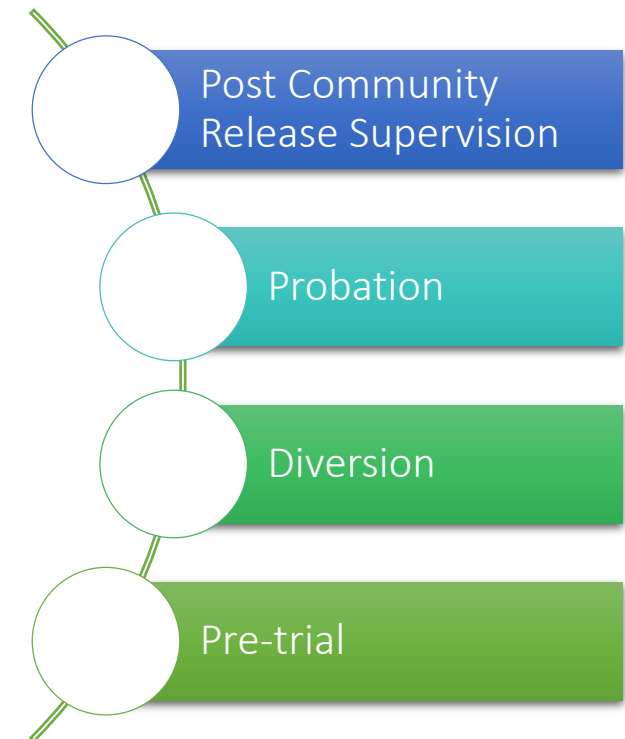 Post Community
Release Supervision
Probation
Diversion
Pre-trial